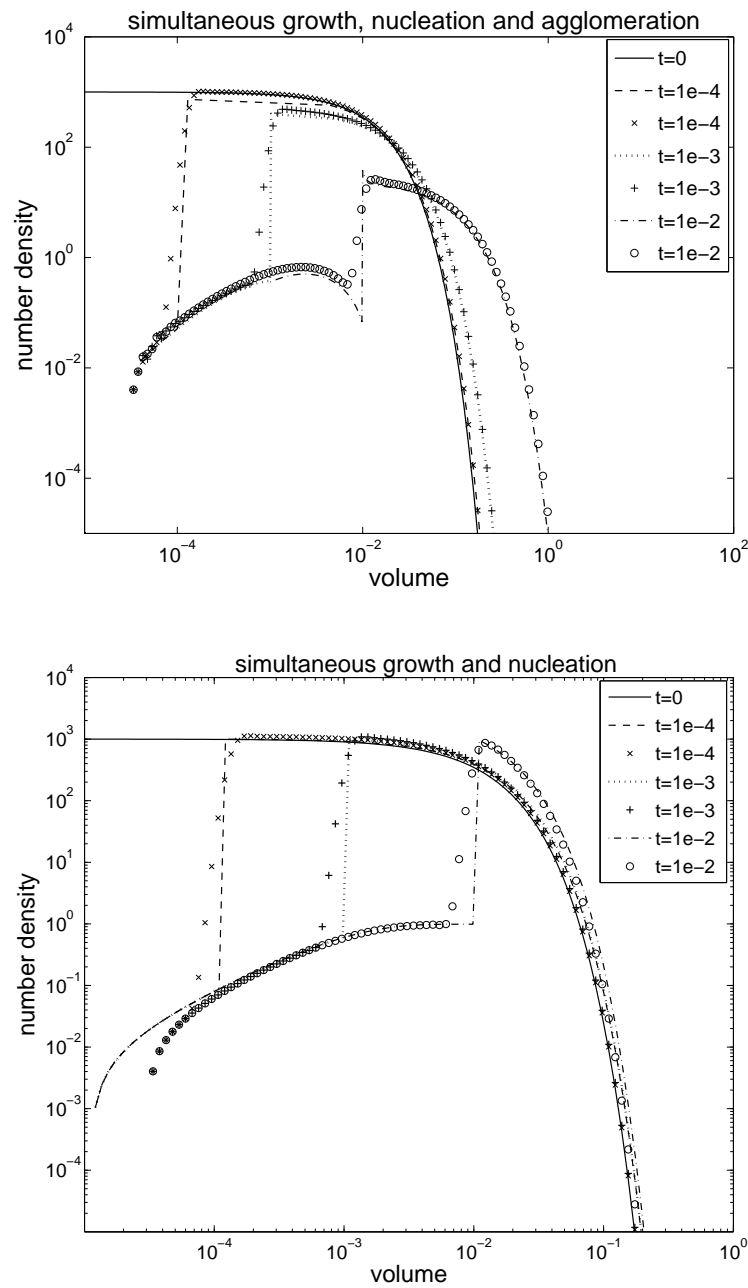 simultaneous growth, nucleation and agglomeration
10^4
10^2
10^0
10^-2
10^-4
number density
t=0
t=1e-4
t=1e-4
t=1e-3
t=1e-3
t=1e-2
t=1e-2
10^-4
10^-2
10^0
10^2
volume
simultaneous growth and nucleation
10^4
10^3
10^2
10^1
10^0
10^-1
10^-2
10^-3
10^-4
number density
t=0
t=1e-4
t=1e-4
t=1e-3
t=1e-3
t=1e-2
t=1e-2
10^-4
10^-3
10^-2
10^-1
10^0
volume